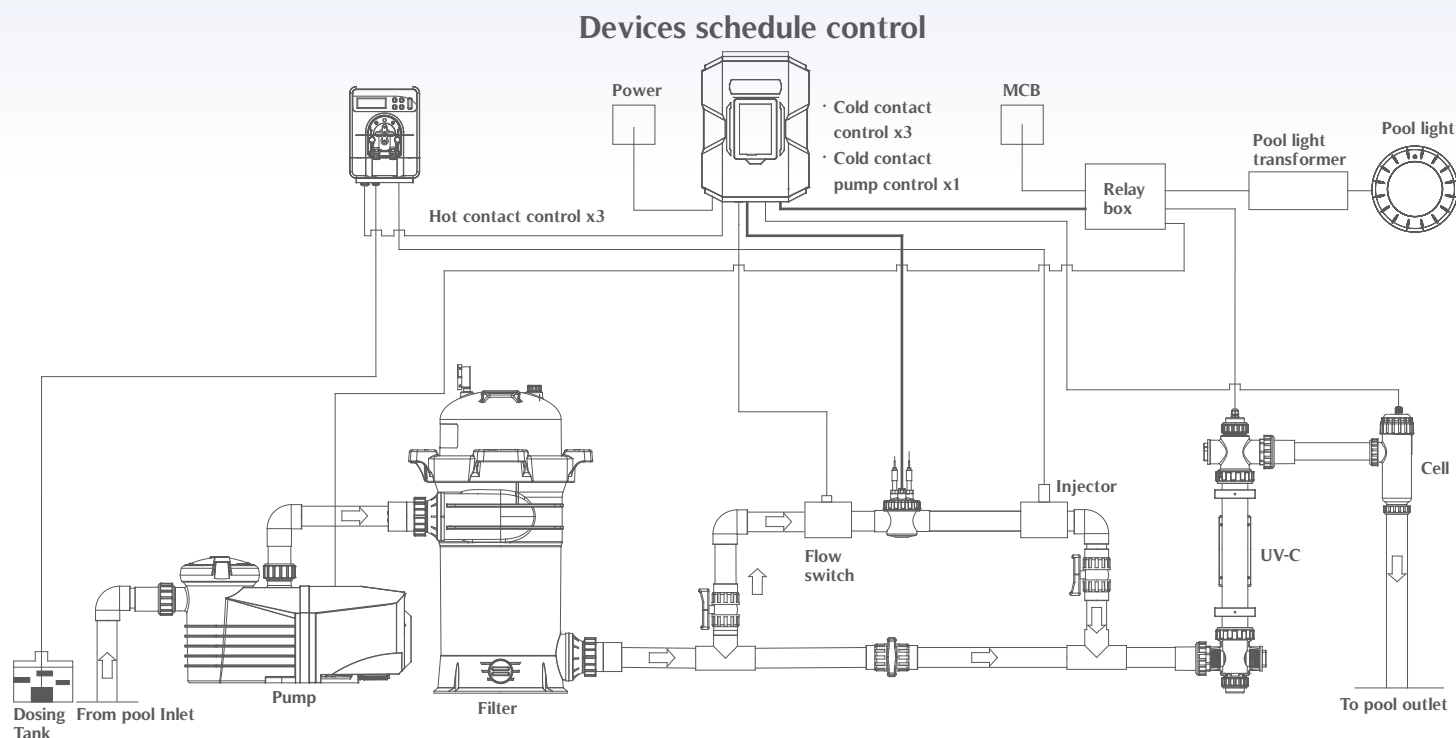 Devices schedule control
Power
· Cold contact
control x3
· Cold contact
pump control x1
MCB
Relay
box
Pool light
transformer
Pool light
Hot contact control x3
Injector
Flow
switch
UV-C
Cell
Dosing
Tank
From pool Inlet
Pump
Filter
To pool outlet